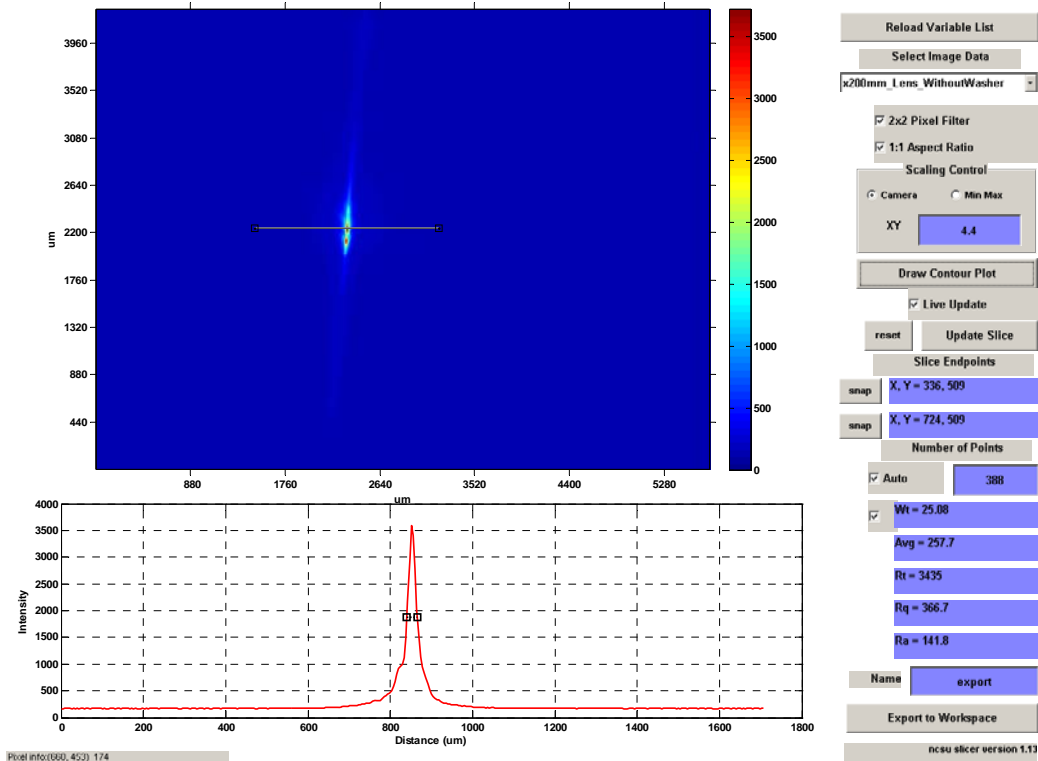 3960
3520
3080
2640
2200
1760
1320
880
440
um
880 1760 2640 3520 4400 5280
um
3500
3000
2500
2000
1500
1000
500
0
4000
3500
3000
2500
2000
1500
1000
500
0
Intensity
0 200 400 600 800 1000 1200 1400 1600 1800
Distance (um)
Pixel info:(660, 453) 174
Reload Variable List
Select Image Data
x200mm_Lens_WithoutWasher
2x2 Pixel Filter
1:1 Aspect Ratio
Scaling Control
Camera Min Max
XY 4.4
Draw Contour Plot
Live Update
reset Update Slice
Slice Endpoints
snap X, Y = 336, 509
snap X, Y = 724, 509
Number of Points
Auto 388
Wt = 25.08
Avg = 257.7
Rt = 3435
Rq = 366.7
Ra = 141.8
Name export
Export to Workspace
ncsu slicer version 1.13